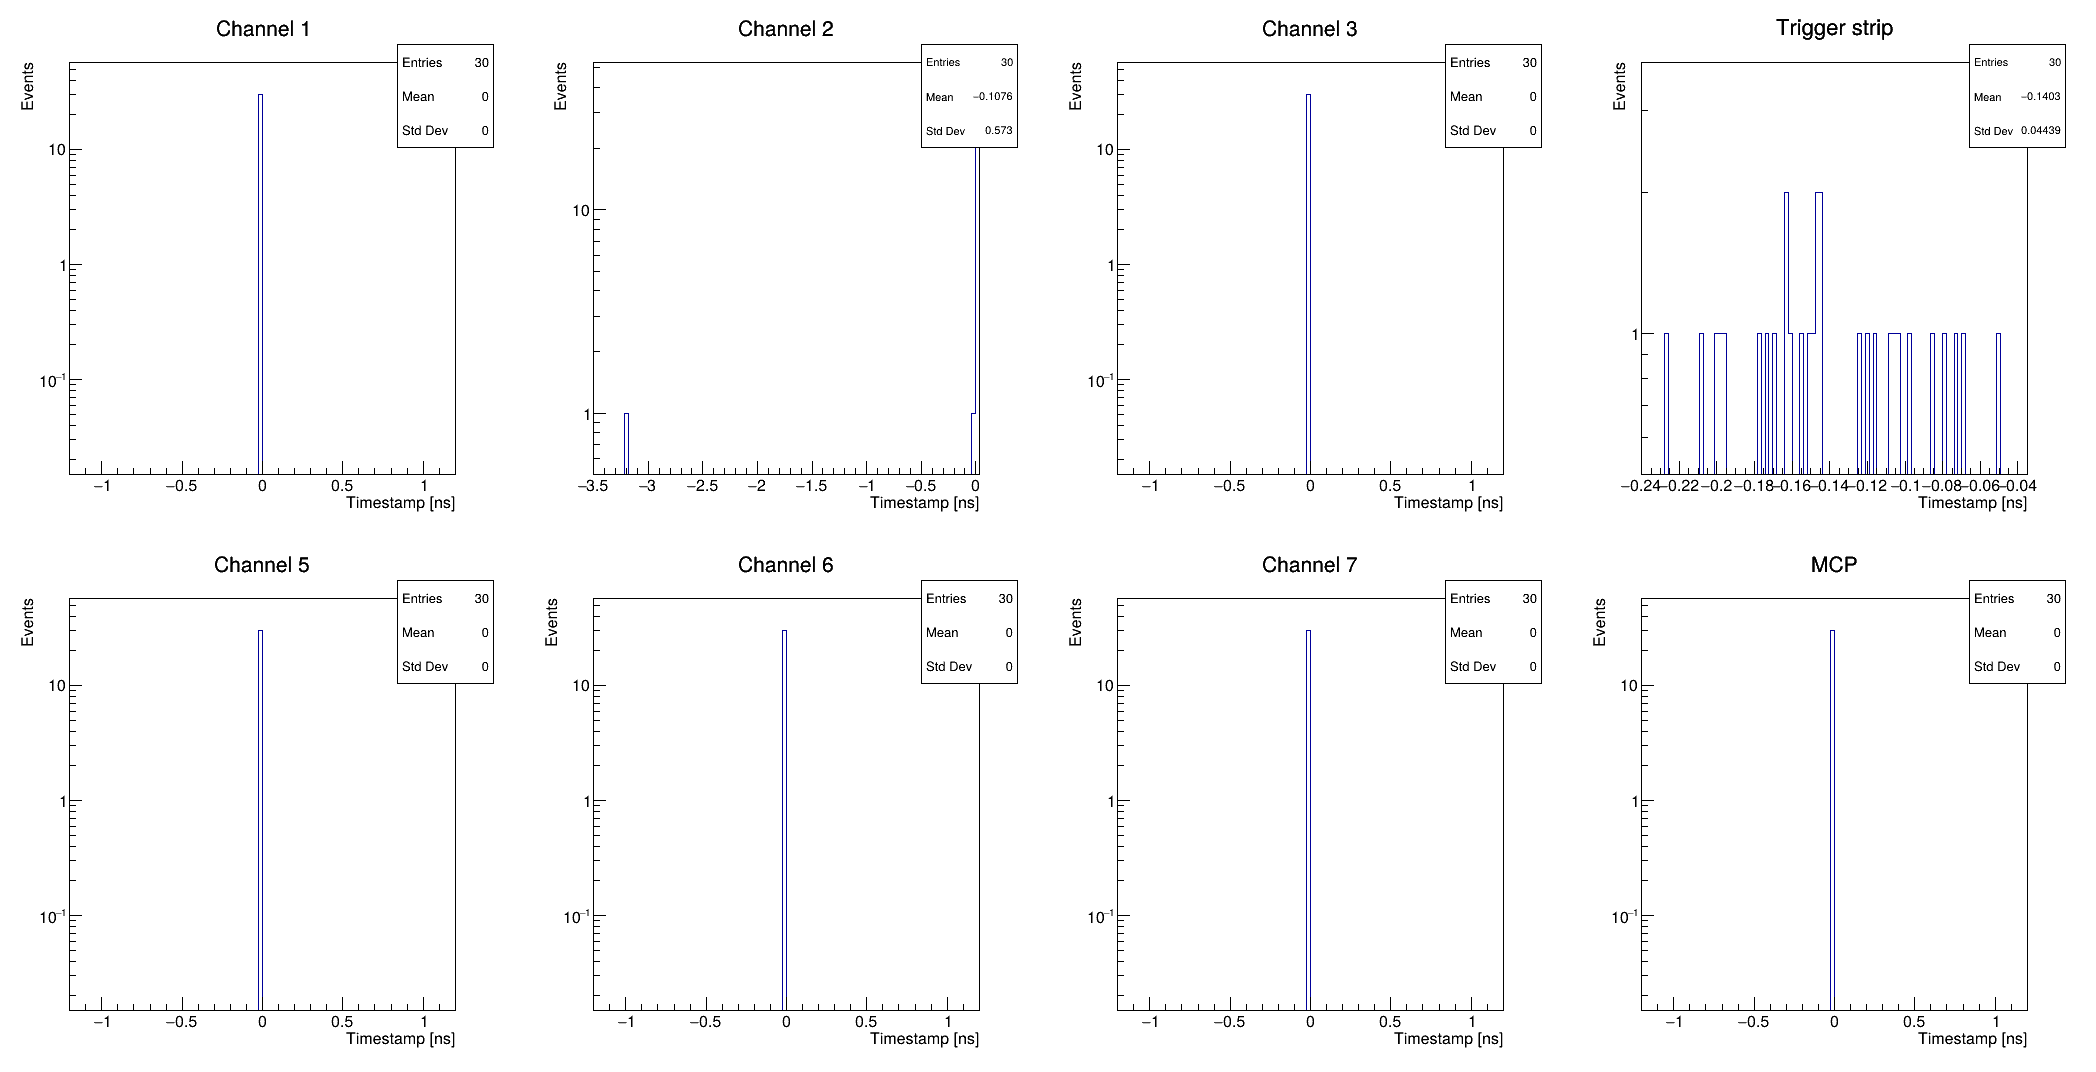 Channel 1
Events
Entries 30
Mean 0
Std Dev 0
10
1
10⁻¹
−1 −0.5 0 0.5 1
Timestamp [ns]
Channel 2
Events
Entries 30
Mean −0.1076
Std Dev 0.573
10
1
−3.5 −3 −2.5 −2 −1.5 −1 −0.5 0
Timestamp [ns]
Channel 3
Events
Entries 30
Mean 0
Std Dev 0
10
1
10⁻¹
−1 −0.5 0 0.5 1
Timestamp [ns]
Trigger strip
Events
Entries 30
Mean −0.1403
Std Dev 0.04439
1
−0.24 −0.22 −0.2 −0.18 −0.16 −0.14 −0.12 −0.1 −0.08 −0.06 −0.04
Timestamp [ns]
Channel 5
Events
Entries 30
Mean 0
Std Dev 0
10
1
10⁻¹
−1 −0.5 0 0.5 1
Timestamp [ns]
Channel 6
Events
Entries 30
Mean 0
Std Dev 0
10
1
10⁻¹
−1 −0.5 0 0.5 1
Timestamp [ns]
Channel 7
Events
Entries 30
Mean 0
Std Dev 0
10
1
10⁻¹
−1 −0.5 0 0.5 1
Timestamp [ns]
MCP
Events
Entries 30
Mean 0
Std Dev 0
10
1
10⁻¹
−1 −0.5 0 0.5 1
Timestamp [ns]